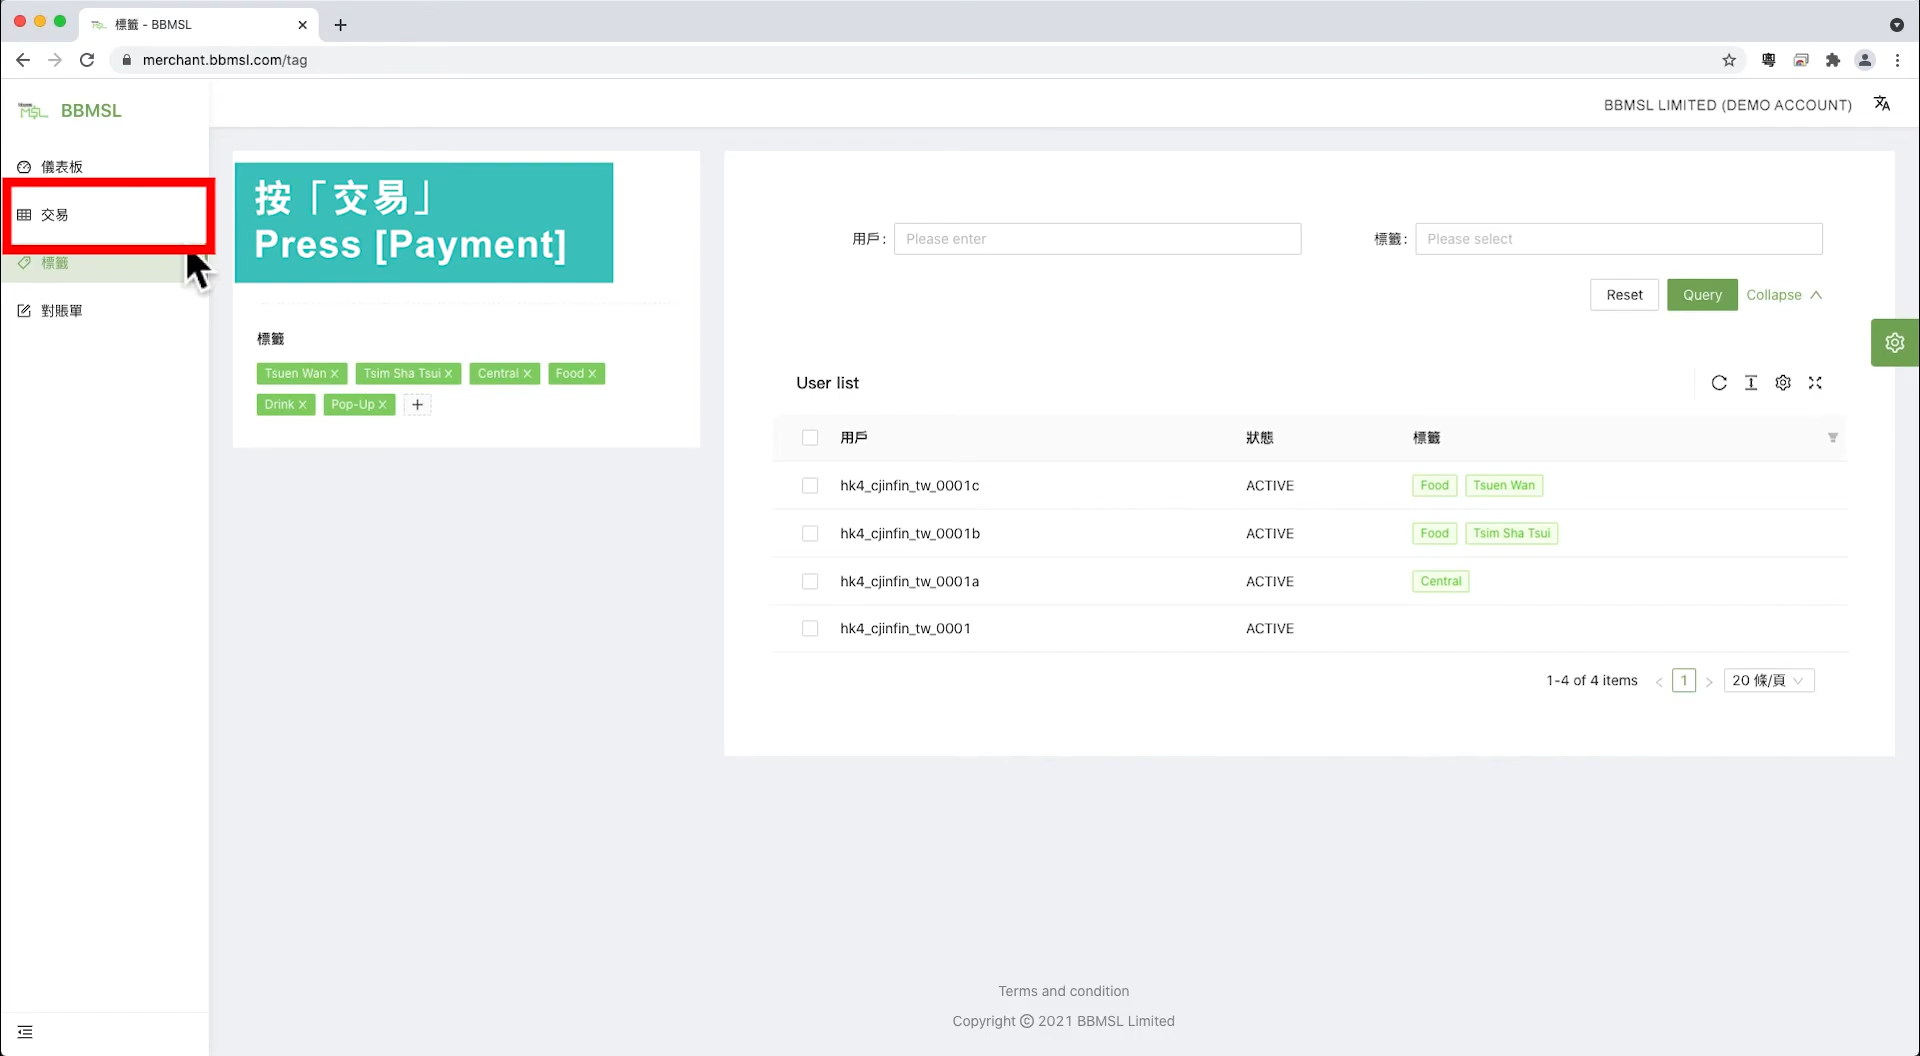 標籤 - BBMSL
merchant.bbmsl.com/tag
粵
BBMSL
BBMSL LIMITED (DEMO ACCOUNT)
儀表板
交易
標籤
對賬單
按「交易」
Press [Payment]
標籤
Tsuen Wan × Tsim Sha Tsui × Central × Food ×
Drink × Pop-Up × +
用戶 : Please enter 標籤 : Please select
Reset Query Collapse
User list
用戶 狀態 標籤
hk4_cjinfin_tw_0001c ACTIVE Food Tsuen Wan
hk4_cjinfin_tw_0001b ACTIVE Food Tsim Sha Tsui
hk4_cjinfin_tw_0001a ACTIVE Central
hk4_cjinfin_tw_0001 ACTIVE
1-4 of 4 items < 1 > 20 條/頁
Terms and condition
Copyright © 2021 BBMSL Limited